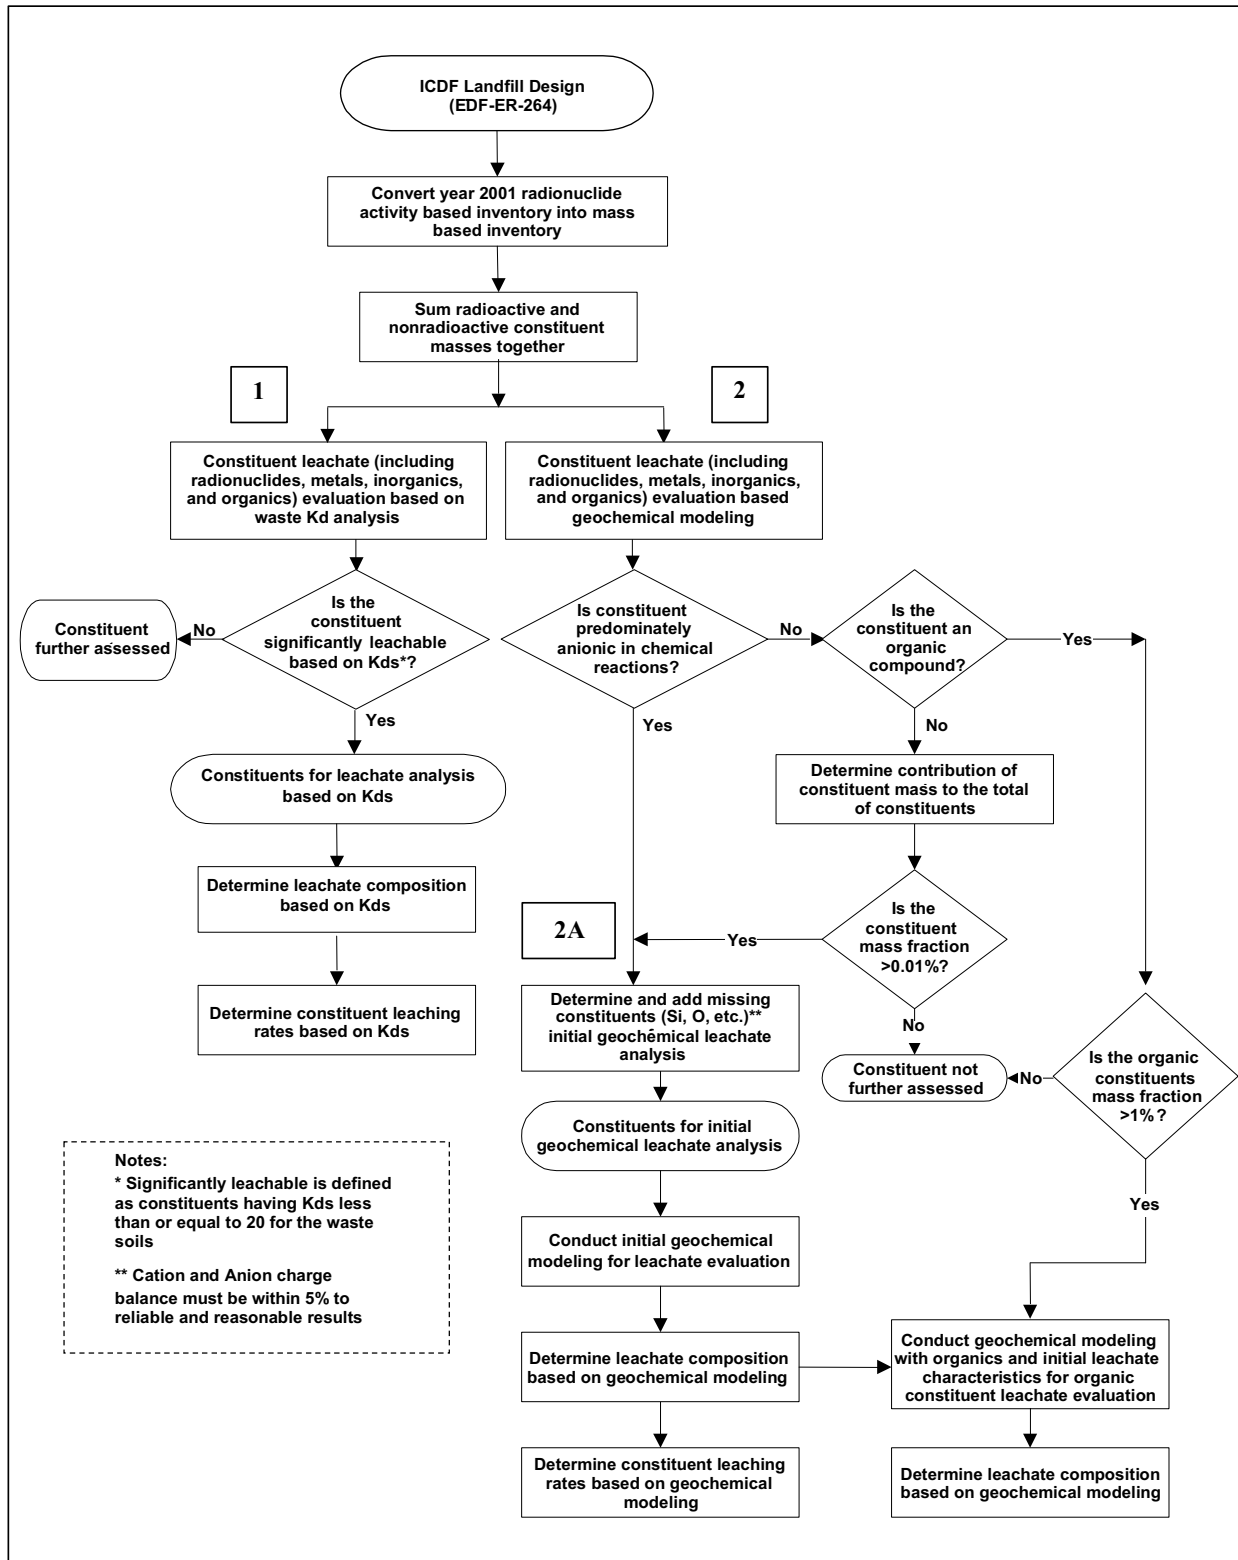 ICDF Landfill Design
(EDF-ER-264)
Convert year 2001 radionuclide
activity based inventory into mass
based inventory
Sum radioactive and
nonradioactive constituent
masses together
1
2
Constituent leachate (including
radionuclides, metals, inorganics,
and organics) evaluation based on
waste Kd analysis
Constituent leachate (including
radionuclides, metals, inorganics,
and organics) evaluation based
geochemical modeling
Constituent
further assessed
No
Is the
constituent
significantly leachable
based on Kds*?
Is constituent
predominately
anionic in chemical
reactions?
No
Is the
constituent an
organic
compound?
Yes
Yes
Yes
No
Constituents for leachate analysis
based on Kds
Determine contribution of
constituent mass to the total
of constituents
Determine leachate composition
based on Kds
2A
Yes
Is the
constituent
mass fraction
>0.01%?
Determine constituent leaching
rates based on Kds
Determine and add missing
constituents (Si, O, etc.)**
initial geochemical leachate
analysis
No
Constituent not
further assessed
No
Is the organic
constituents
mass fraction
>1%?
Constituents for initial
geochemical leachate analysis
Yes
Notes:
* Significantly leachable is defined
as constituents having Kds less
than or equal to 20 for the waste
soils
** Cation and Anion charge
balance must be within 5% to
reliable and reasonable results
Conduct initial geochemical
modeling for leachate evaluation
Determine leachate composition
based on geochemical modeling
Conduct geochemical modeling
with organics and initial leachate
characteristics for organic
constituent leachate evaluation
Determine constituent leaching
rates based on geochemical
modeling
Determine leachate composition
based on geochemical modeling